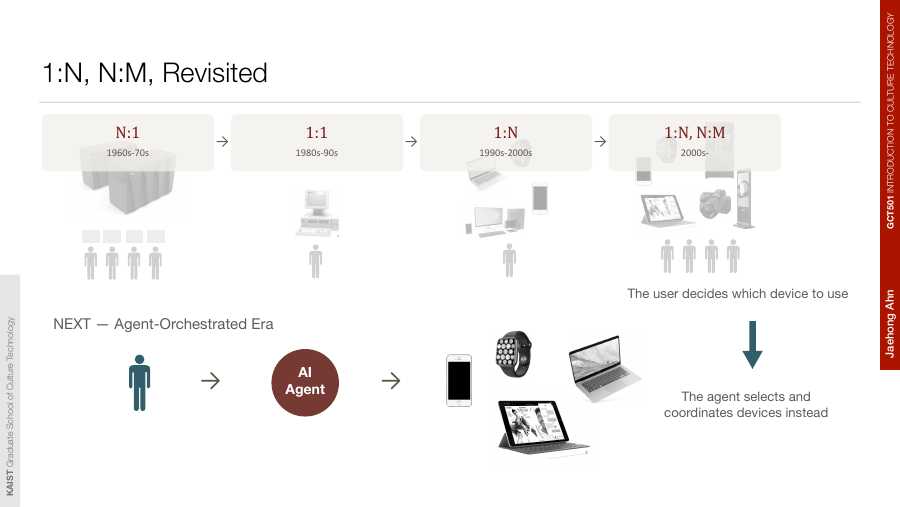 1:N, N:M, Revisited
N:1
1960s-70s
1:1
1980s-90s
1:N
1990s-2000s
1:N, N:M
2000s-
The user decides which device to use
NEXT — Agent-Orchestrated Era
AI
Agent
The agent selects and
coordinates devices instead
GCT501 INTRODUCTION TO CULTURE TECHNOLOGY
Jaehong Ahn
KAIST Graduate School of Culture Technology